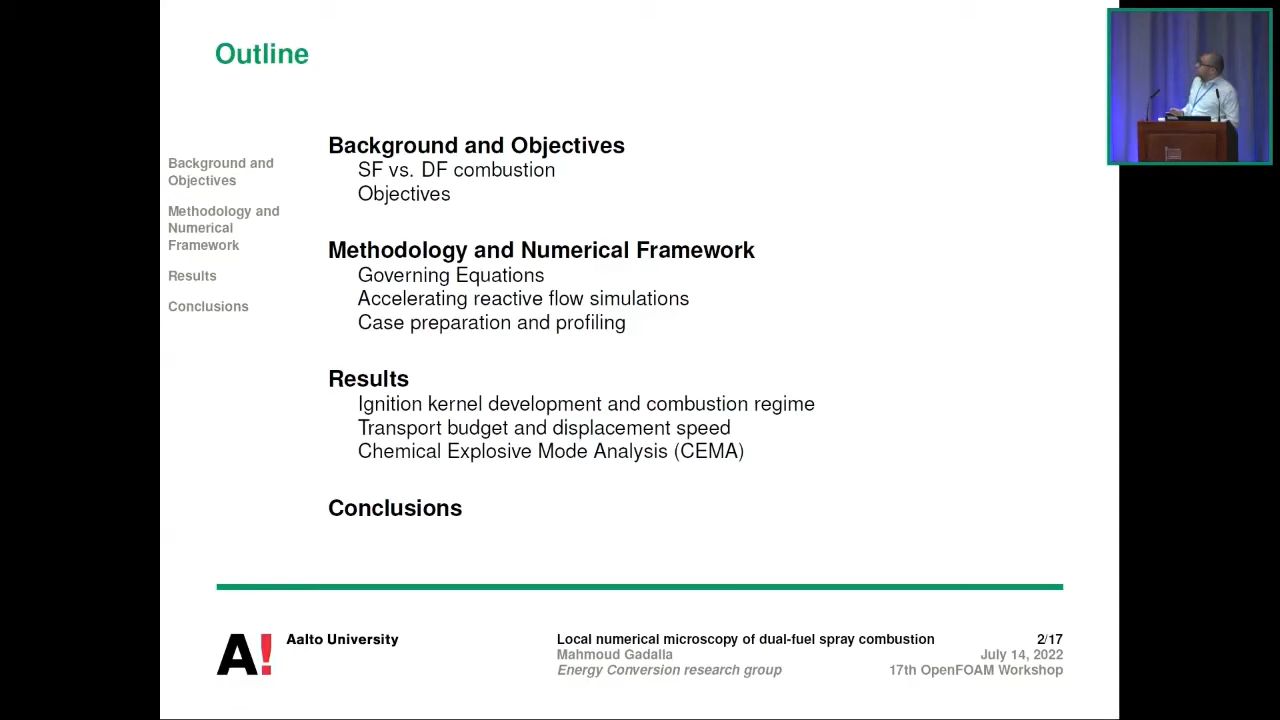 Outline
Background and
Objectives
Methodology and
Numerical
Framework
Results
Conclusions
Background and Objectives
SF vs. DF combustion
Objectives
Methodology and Numerical Framework
Governing Equations
Accelerating reactive flow simulations
Case preparation and profiling
Results
Ignition kernel development and combustion regime
Transport budget and displacement speed
Chemical Explosive Mode Analysis (CEMA)
Conclusions
A!
Aalto University
Local numerical microscopy of dual-fuel spray combustion
2/17
Mahmoud Gadalla
July 14, 2022
Energy Conversion research group
17th OpenFOAM Workshop